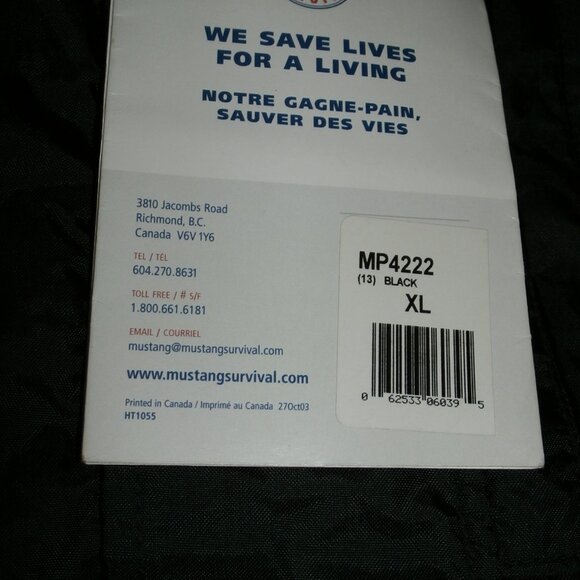 WE SAVE LIVES
FOR A LIVING
NOTRE GAGNE-PAIN,
SAUVER DES VIES
3810 Jacombs Road
Richmond, B.C.
Canada V6V 1Y6
TEL / TÉL
604.270.8631
TOLL FREE / # S/F
1.800.661.6181
EMAIL / COURRIEL
mustang@mustangsurvival.com
www.mustangsurvival.com
Printed in Canada / Imprimé au Canada 27Oct03
HT1055
MP4222
(13) BLACK
XL
0 62533 06039 5